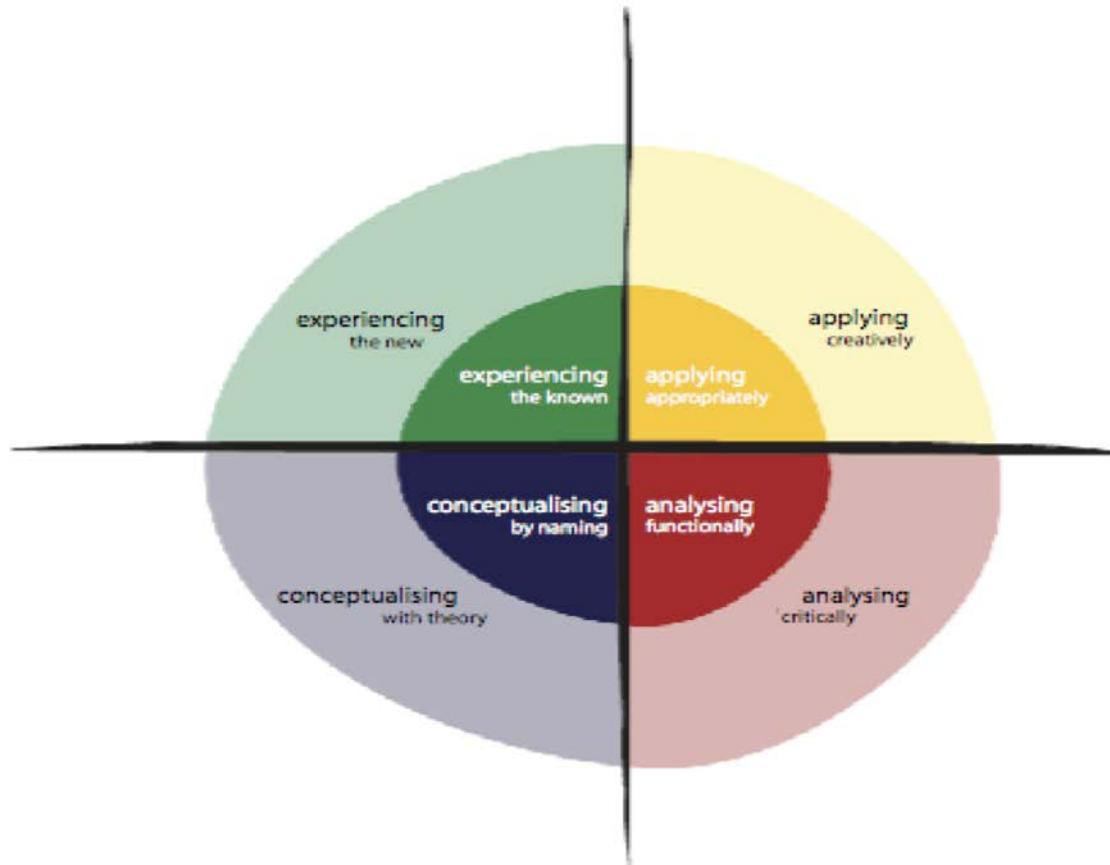 experiencing
the new
experiencing
the known
applying
appropriately
applying
creatively
conceptualising
by naming
analysing
functionally
conceptualising
with theory
analysing
critically